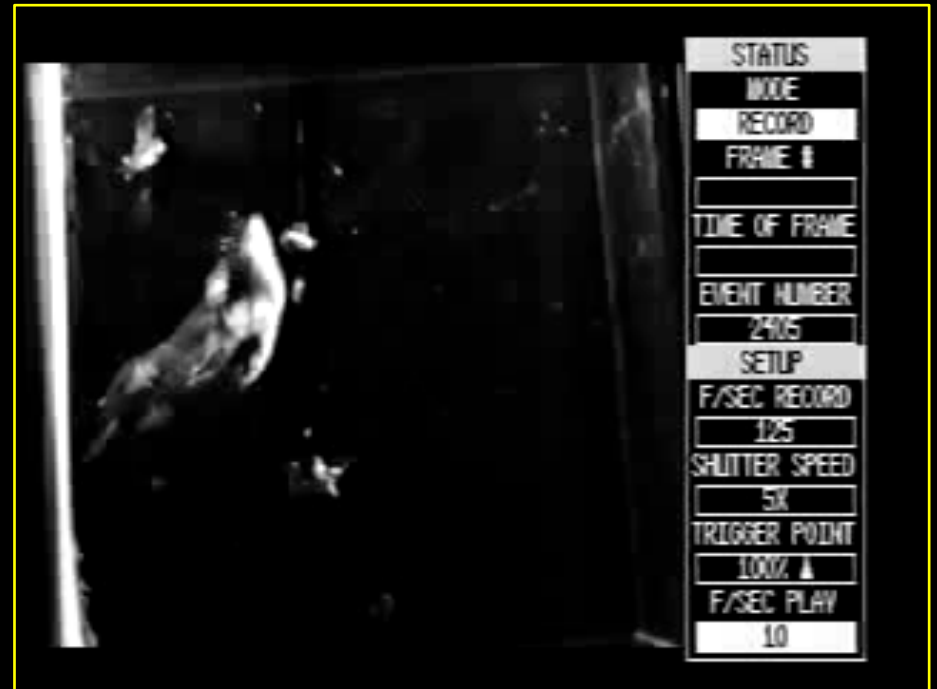 STATUS
MODE
RECORD
FRAME #
TIME OF FRAME
EVENT NUMBER
2405
SETUP
F/SEC RECORD
125
SHUTTER SPEED
5X
TRIGGER POINT
100%
F/SEC PLAY
10